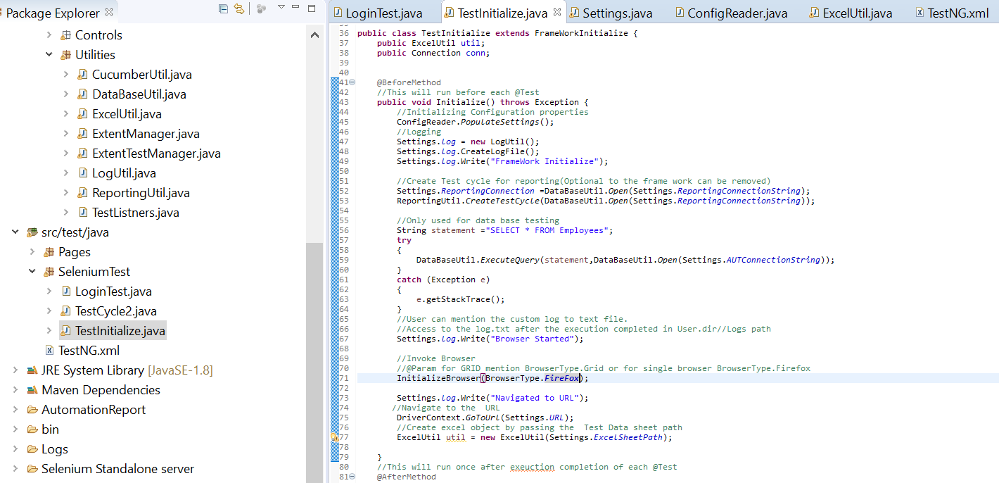 Package Explorer
Controls
Utilities
CucumberUtil.java
DataBaseUtil.java
ExcelUtil.java
ExtentManager.java
ExtentTestManager.java
LogUtil.java
ReportingUtil.java
TestListners.java
src/test/java
Pages
SeleniumTest
LoginTest.java
TestCycle2.java
TestInitialize.java
TestNG.xml
JRE System Library [JavaSE-1.8]
Maven Dependencies
AutomationReport
bin
Logs
Selenium Standalone server
LoginTest.java TestInitialize.java Settings.java ConfigReader.java ExcelUtil.java TestNG.xml
35
36 public class TestInitialize extends FrameWorkInitialize {
37 public ExcelUtil util;
38 public Connection conn;
39
40
41 @BeforeMethod
42 //This will run before each @Test
43 public void Initialize() throws Exception {
44 //Initializing Configuration properties
45 ConfigReader.PopulateSettings();
46 //Logging
47 Settings.log = new LogUtil();
48 Settings.log.CreateLogFile();
49 Settings.log.Write("FrameWork Initialize");
50
51 //Create Test cycle for reporting(Optional to the frame work can be removed)
52 Settings.ReportingConnection =DataBaseUtil.Open(Settings.ReportingConnectionString);
53 ReportingUtil.CreateTestCycle(DataBaseUtil.Open(Settings.ReportingConnectionString));
54
55 //Only used for data base testing
56 String statement ="SELECT * FROM Employees";
57 try
58 {
59 DataBaseUtil.ExecuteQuery(statement,DataBaseUtil.Open(Settings.AUTConnectionString));
60 }
61 catch (Exception e)
62 {
63 e.getStackTrace();
64 }
65 //User can mention the custom log to text file.
66 //Access to the log.txt after the execution completed in User.dir//Logs path
67 Settings.log.Write("Browser Started");
68
69 //Invoke Browser
70 //@Param for GRID mention BrowserType.Grid or for single browser BrowserType.Firefox
71 InitializeBrowser(BrowserType.FireFox);
72
73 Settings.log.Write("Navigated to URL");
74 //Navigate to the  URL
75 DriverContext.GoToUrl(Settings.URL);
76 //Create excel object by passing the  Test Data sheet path
77 ExcelUtil util = new ExcelUtil(Settings.ExcelSheetPath);
78
79 }
80 //This will run once after exeuction completion of each @Test
81 @AfterMethod